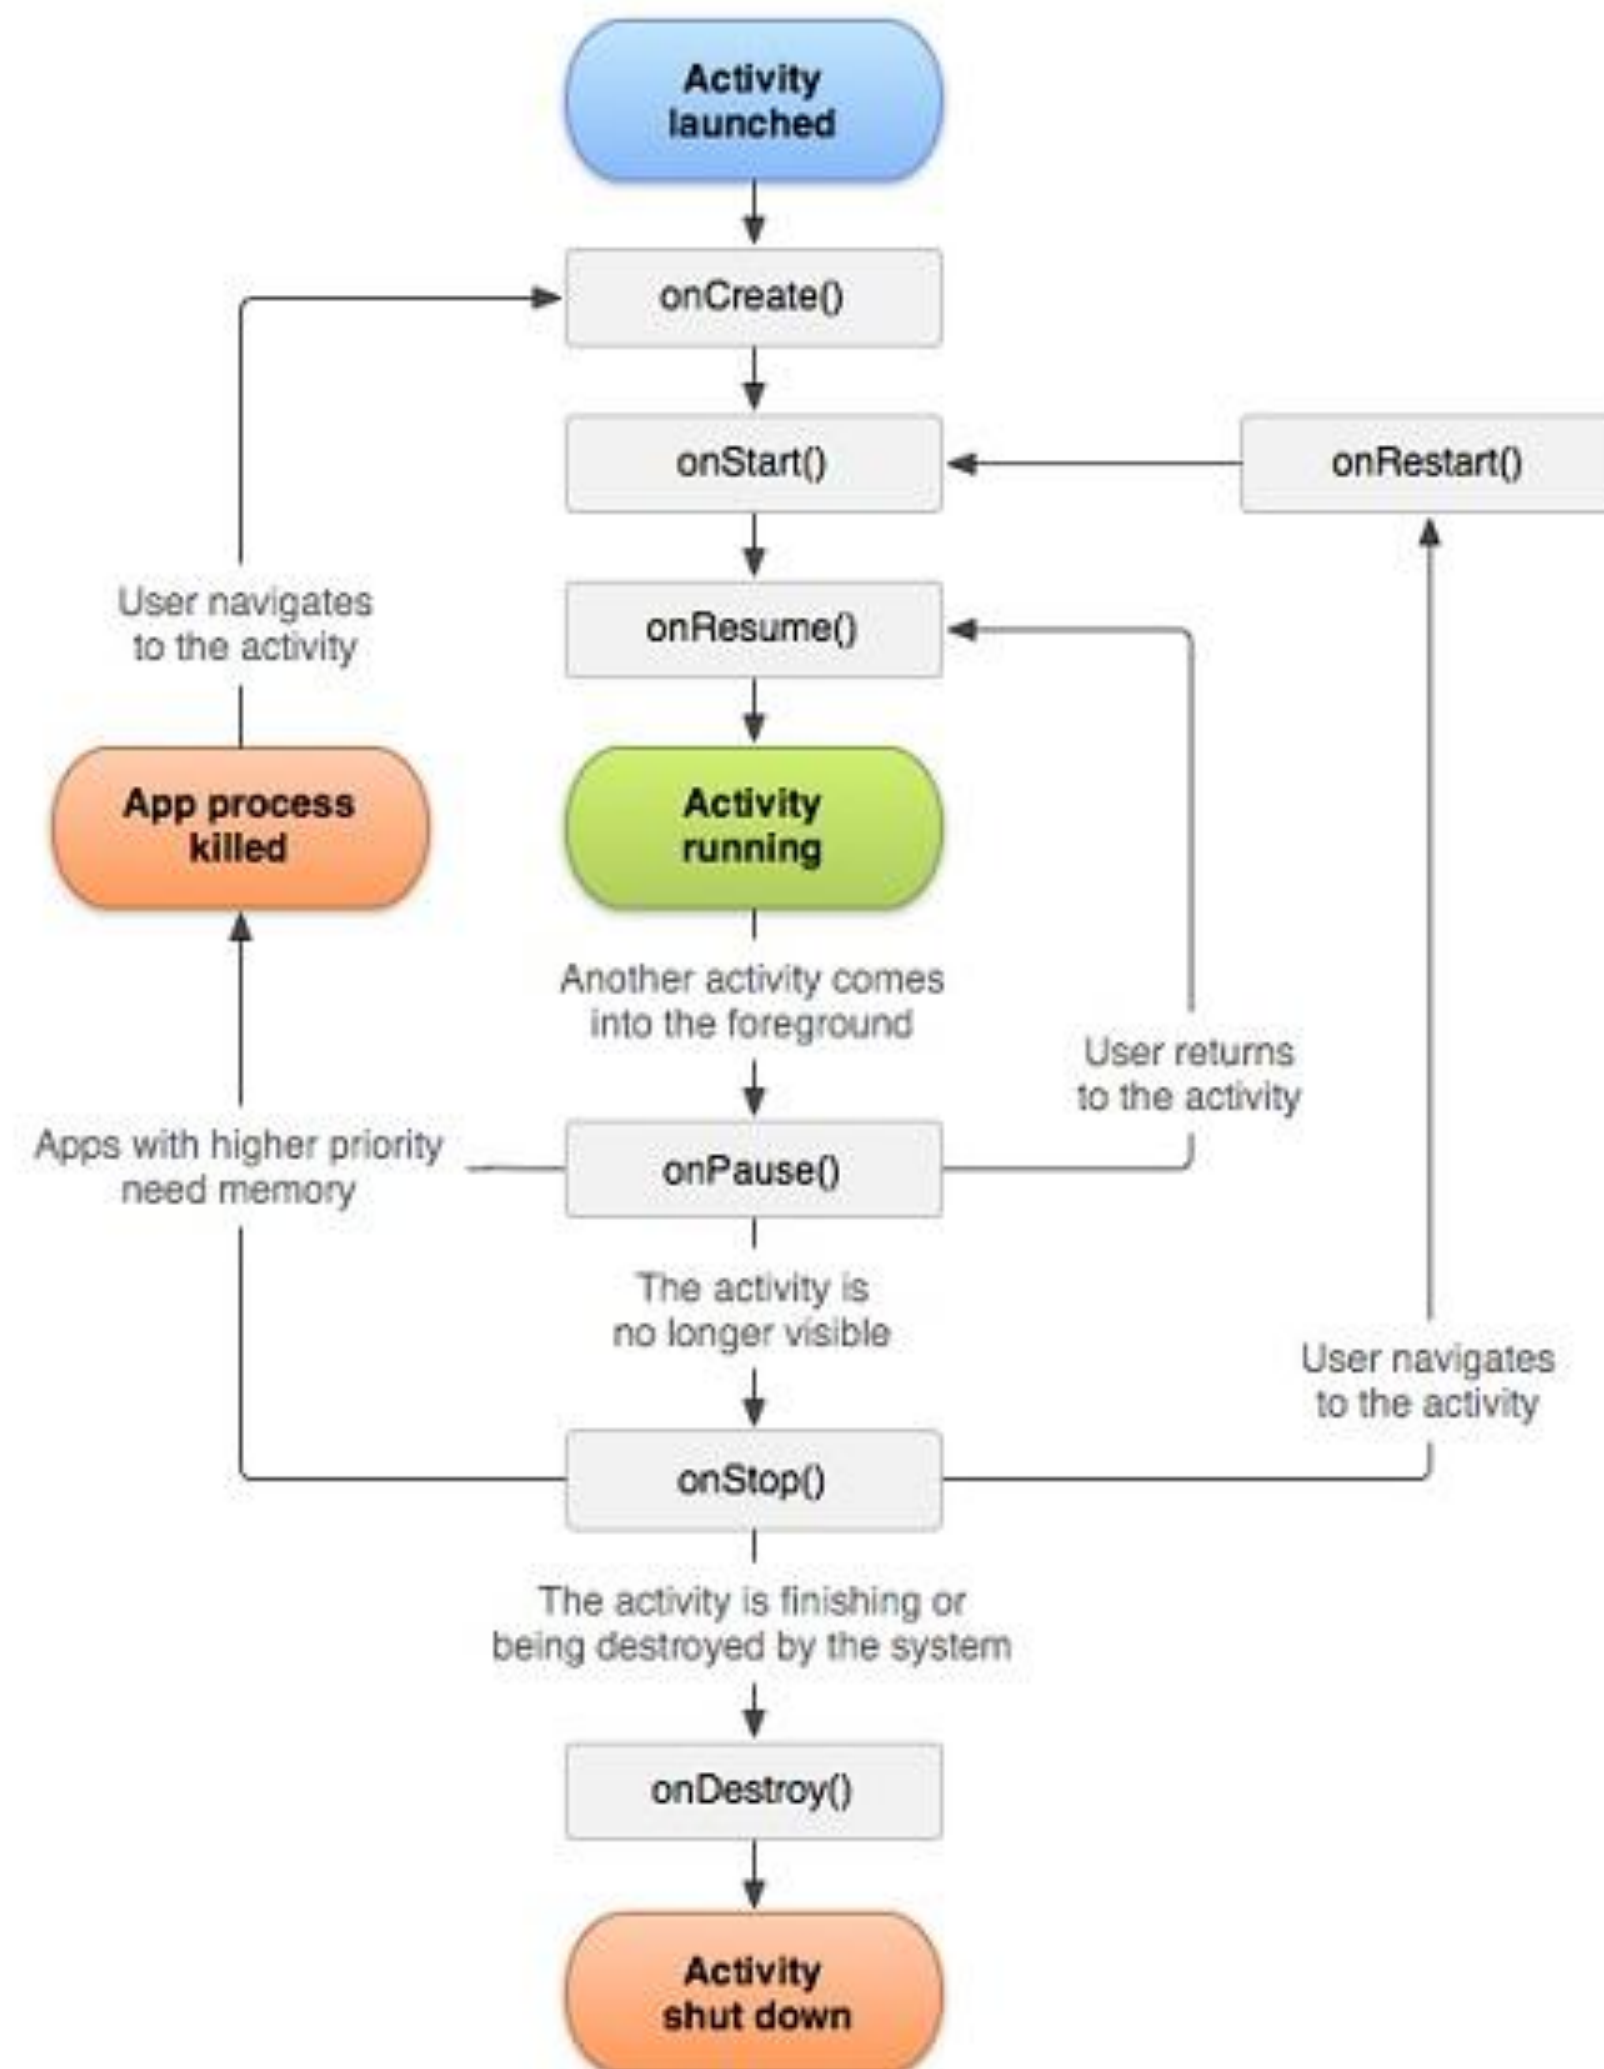 Activity
launched
onCreate()
onStart()
onRestart()
User navigates
to the activity
onResume()
App process
killed
Activity
running
Another activity comes
into the foreground
User returns
to the activity
Apps with higher priority
need memory
onPause()
The activity is
no longer visible
User navigates
to the activity
onStop()
The activity is finishing or
being destroyed by the system
onDestroy()
Activity
shut down